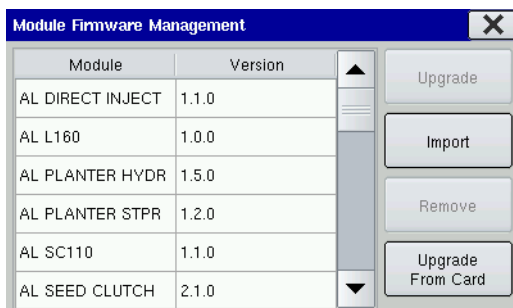 Module Firmware Management
Module Version
AL DIRECT INJECT 1.1.0
AL L160 1.0.0
AL PLANTER HYDR 1.5.0
AL PLANTER STPR 1.2.0
AL SC110 1.1.0
AL SEED CLUTCH 2.1.0
Upgrade
Import
Remove
Upgrade
From Card